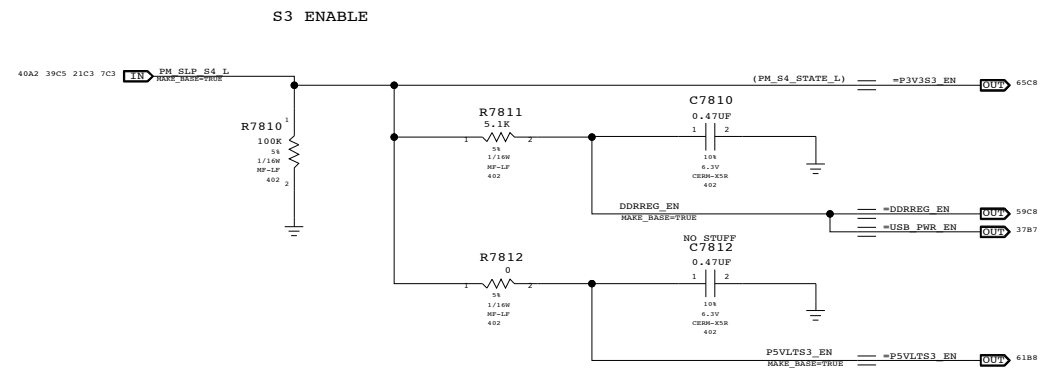 S3 ENABLE
40A2 39C5 21C3 7C3 IN PM_SLP_S4_L
MAKE_BASE=TRUE
(PM_S4_STATE_L) =P3V3S3_EN OUT 65C8
R7810
1
100K
5%
1/16W
MF-LF
402
2
R7811
5.1K
1 2
5%
1/16W
MF-LF
402
C7810
0.47UF
1 2
10%
6.3V
CERM-X5R
402
DDRREG_EN
MAKE_BASE=TRUE
=DDRREG_EN OUT 59C8
=USB_PWR_EN OUT 37B7
R7812
0
1 2
5%
1/16W
MF-LF
402
NO STUFF
C7812
0.47UF
1 2
10%
6.3V
CERM-X5R
402
P5VLTS3_EN
MAKE_BASE=TRUE
=P5VLTS3_EN OUT 61B8